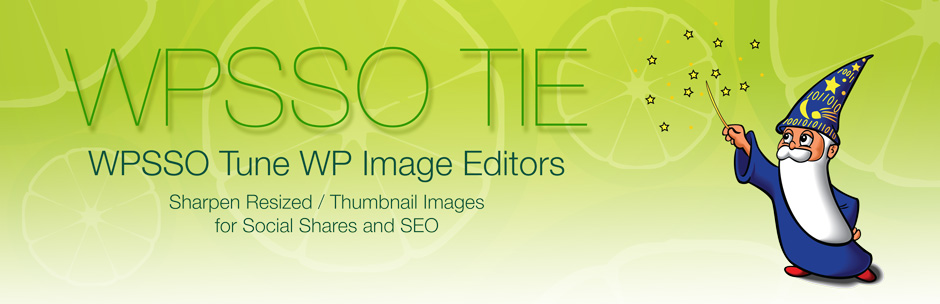 WPSSO TIE
WPSSO Tune WP Image Editors
Sharpen Resized / Thumbnail Images
for Social Shares and SEO